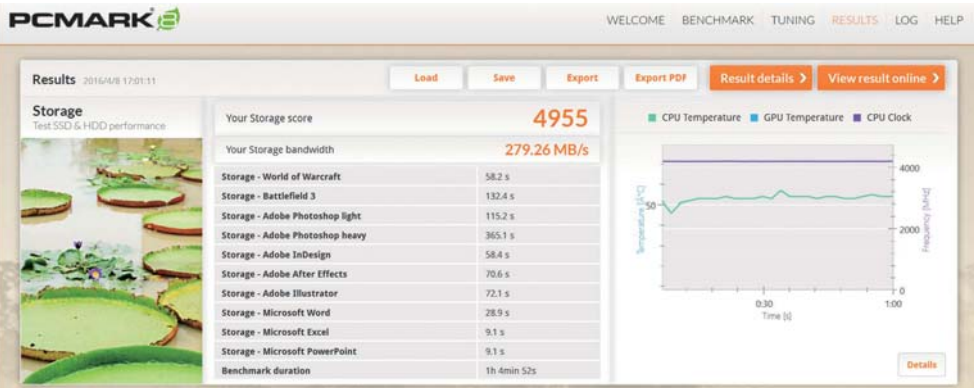 PCMARK 8
WELCOME BENCHMARK TUNING RESULTS LOG HELP
Results 2016/4/8 17:01:11
Load Save Export Export PDF Result details View result online
Storage
Test SSD & HDD performance
Your Storage score 4955
Your Storage bandwidth 279.26 MB/s
Storage - World of Warcraft 58.2 s
Storage - Battlefield 3 132.4 s
Storage - Adobe Photoshop light 115.2 s
Storage - Adobe Photoshop heavy 365.1 s
Storage - Adobe InDesign 58.4 s
Storage - Adobe After Effects 70.6 s
Storage - Adobe Illustrator 72.1 s
Storage - Microsoft Word 28.9 s
Storage - Microsoft Excel 9.1 s
Storage - Microsoft PowerPoint 9.1 s
Benchmark duration 1h 4min 52s
CPU Temperature GPU Temperature CPU Clock
Temperature [Â°C]
50
4000
2000
0
Frequency [MHz]
0:30 1:00
Time [s]
Details